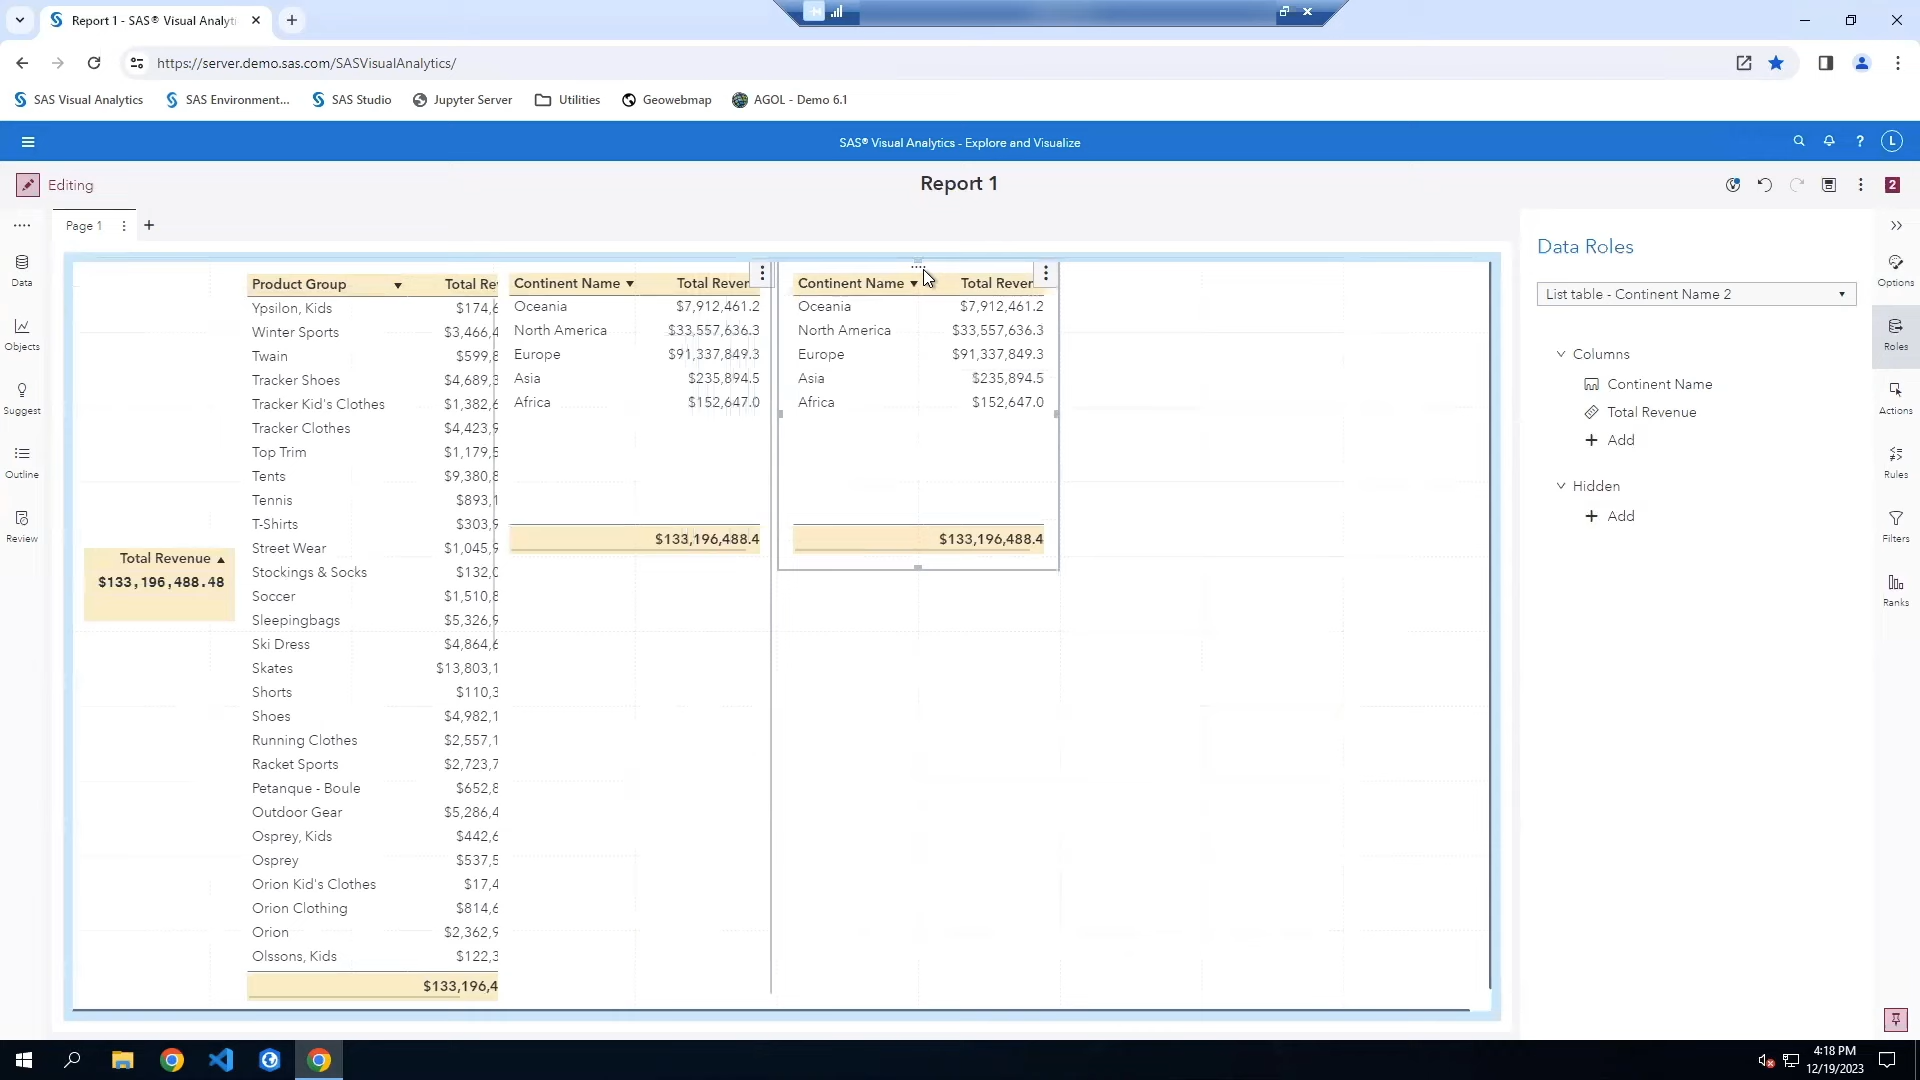 Report 1 - SAS® Visual Analyti
https://server.demo.sas.com/SASVisualAnalytics/
SAS Visual Analytics
SAS Environment...
SAS Studio
Jupyter Server
Utilities
Geowebmap
AGOL - Demo 6.1
SAS® Visual Analytics - Explore and Visualize
L
Editing
Report 1
2
Page 1
Data
Objects
Suggest
Outline
Review
Total Revenue
$133,196,488.48
Product Group Total Re
Ypsilon, Kids $174,6
Winter Sports $3,466,4
Twain $599,8
Tracker Shoes $4,689,3
Tracker Kid's Clothes $1,382,6
Tracker Clothes $4,423,9
Top Trim $1,179,5
Tents $9,380,8
Tennis $893,1
T-Shirts $303,9
Street Wear $1,045,9
Stockings & Socks $132,0
Soccer $1,510,8
Sleepingbags $5,326,9
Ski Dress $4,864,6
Skates $13,803,1
Shorts $110,3
Shoes $4,982,1
Running Clothes $2,557,1
Racket Sports $2,723,7
Petanque - Boule $652,8
Outdoor Gear $5,286,4
Osprey, Kids $442,6
Osprey $537,5
Orion Kid's Clothes $17,4
Orion Clothing $814,6
Orion $2,362,9
Olssons, Kids $122,3
$133,196,4
Continent Name Total Rever
Oceania $7,912,461.2
North America $33,557,636.3
Europe $91,337,849.3
Asia $235,894.5
Africa $152,647.0
$133,196,488.4
Continent Name Total Rever
Oceania $7,912,461.2
North America $33,557,636.3
Europe $91,337,849.3
Asia $235,894.5
Africa $152,647.0
$133,196,488.4
Data Roles
List table - Continent Name 2
Columns
Continent Name
Total Revenue
Add
Hidden
Add
Options
Roles
Actions
Rules
Filters
Ranks
4:18 PM
12/19/2023